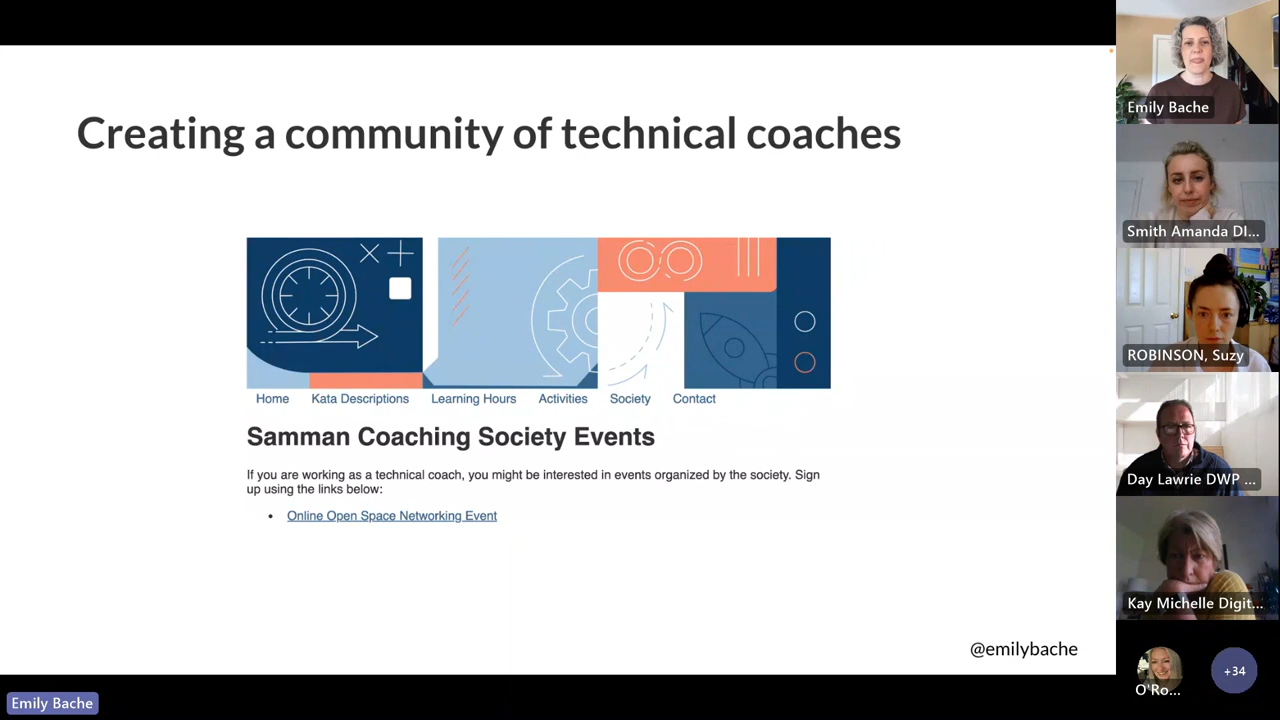 Creating a community of technical coaches
Home Kata Descriptions Learning Hours Activities Society Contact
Samman Coaching Society Events
If you are working as a technical coach, you might be interested in events organized by the society. Sign
up using the links below:
• Online Open Space Networking Event
@emilybache
Emily Bache
Emily Bache
Smith Amanda DI...
ROBINSON, Suzy
Day Lawrie DWP ...
Kay Michelle Digit...
O'Ro...
+34